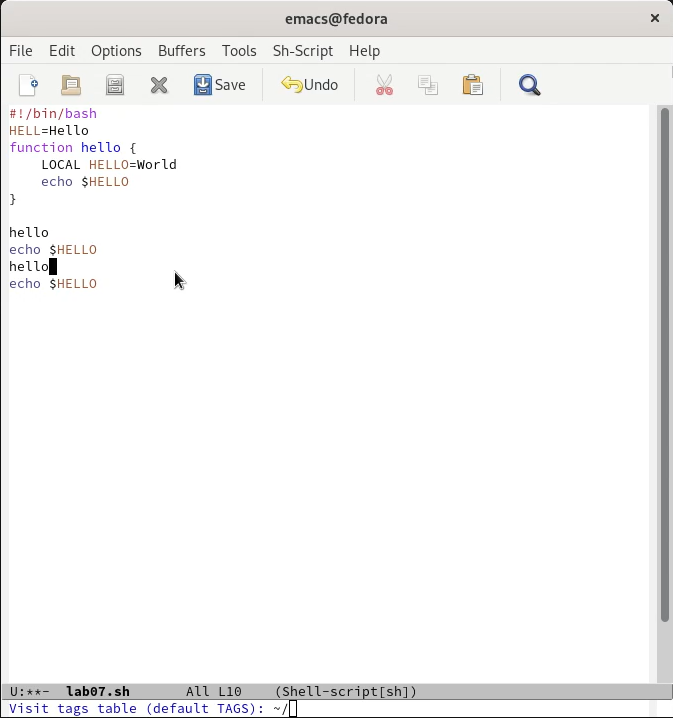 emacs@fedora
File Edit Options Buffers Tools Sh-Script Help
Save Undo
#!/bin/bash
HELL=Hello
function hello {
    LOCAL HELLO=World
    echo $HELLO
}
hello
echo $HELLO
hello
echo $HELLO
U:**- lab07.sh All L10 (Shell-script[sh])
Visit tags table (default TAGS): ~/